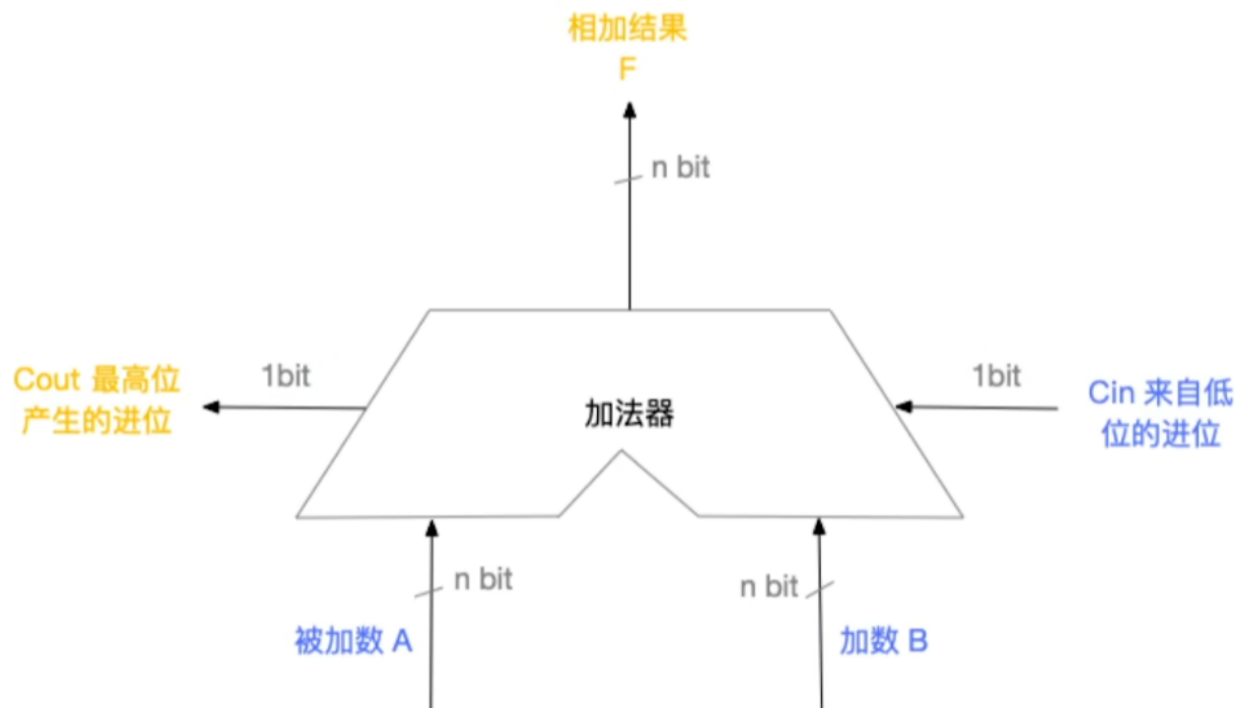 相加结果
F
n bit
1bit
1bit
Cout 最高位
产生的进位
加法器
Cin 来自低
位的进位
n bit
n bit
被加数 A
加数 B